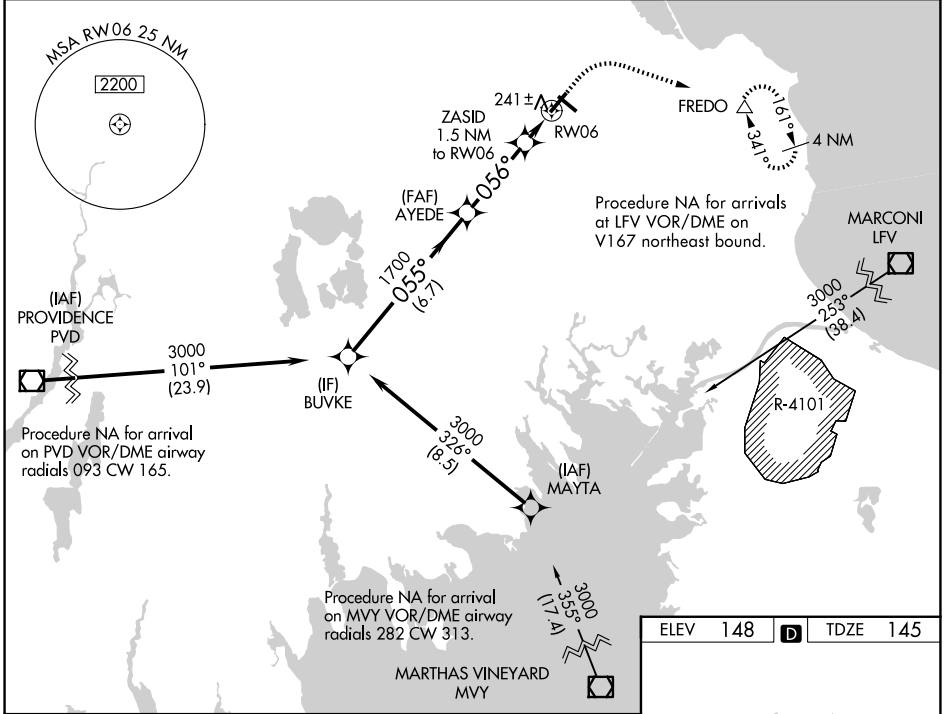 MSA RW06 25 NM
2200
241±
ZASID
1.5 NM
to RW06
RW06
FREDO
161°
341°
4 NM
056°
(FAF)
AYEDE
Procedure NA for arrivals
at LFV VOR/DME on
V167 northeast bound.
MARCONI
LFV
1700
055°
(6.7)
3000
253°
(38.4)
(IAF)
PROVIDENCE
PVD
3000
101°
(23.9)
(IF)
BUVKE
R-4101
Procedure NA for arrival
on PVD VOR/DME airway
radials 093 CW 165.
3000
326°
(8.5)
(IAF)
MAYTA
Procedure NA for arrival
on MVY VOR/DME airway
radials 282 CW 313.
3000
355°
(17.4)
MARTHAS VINEYARD
MVY
ELEV 148 D TDZE 145